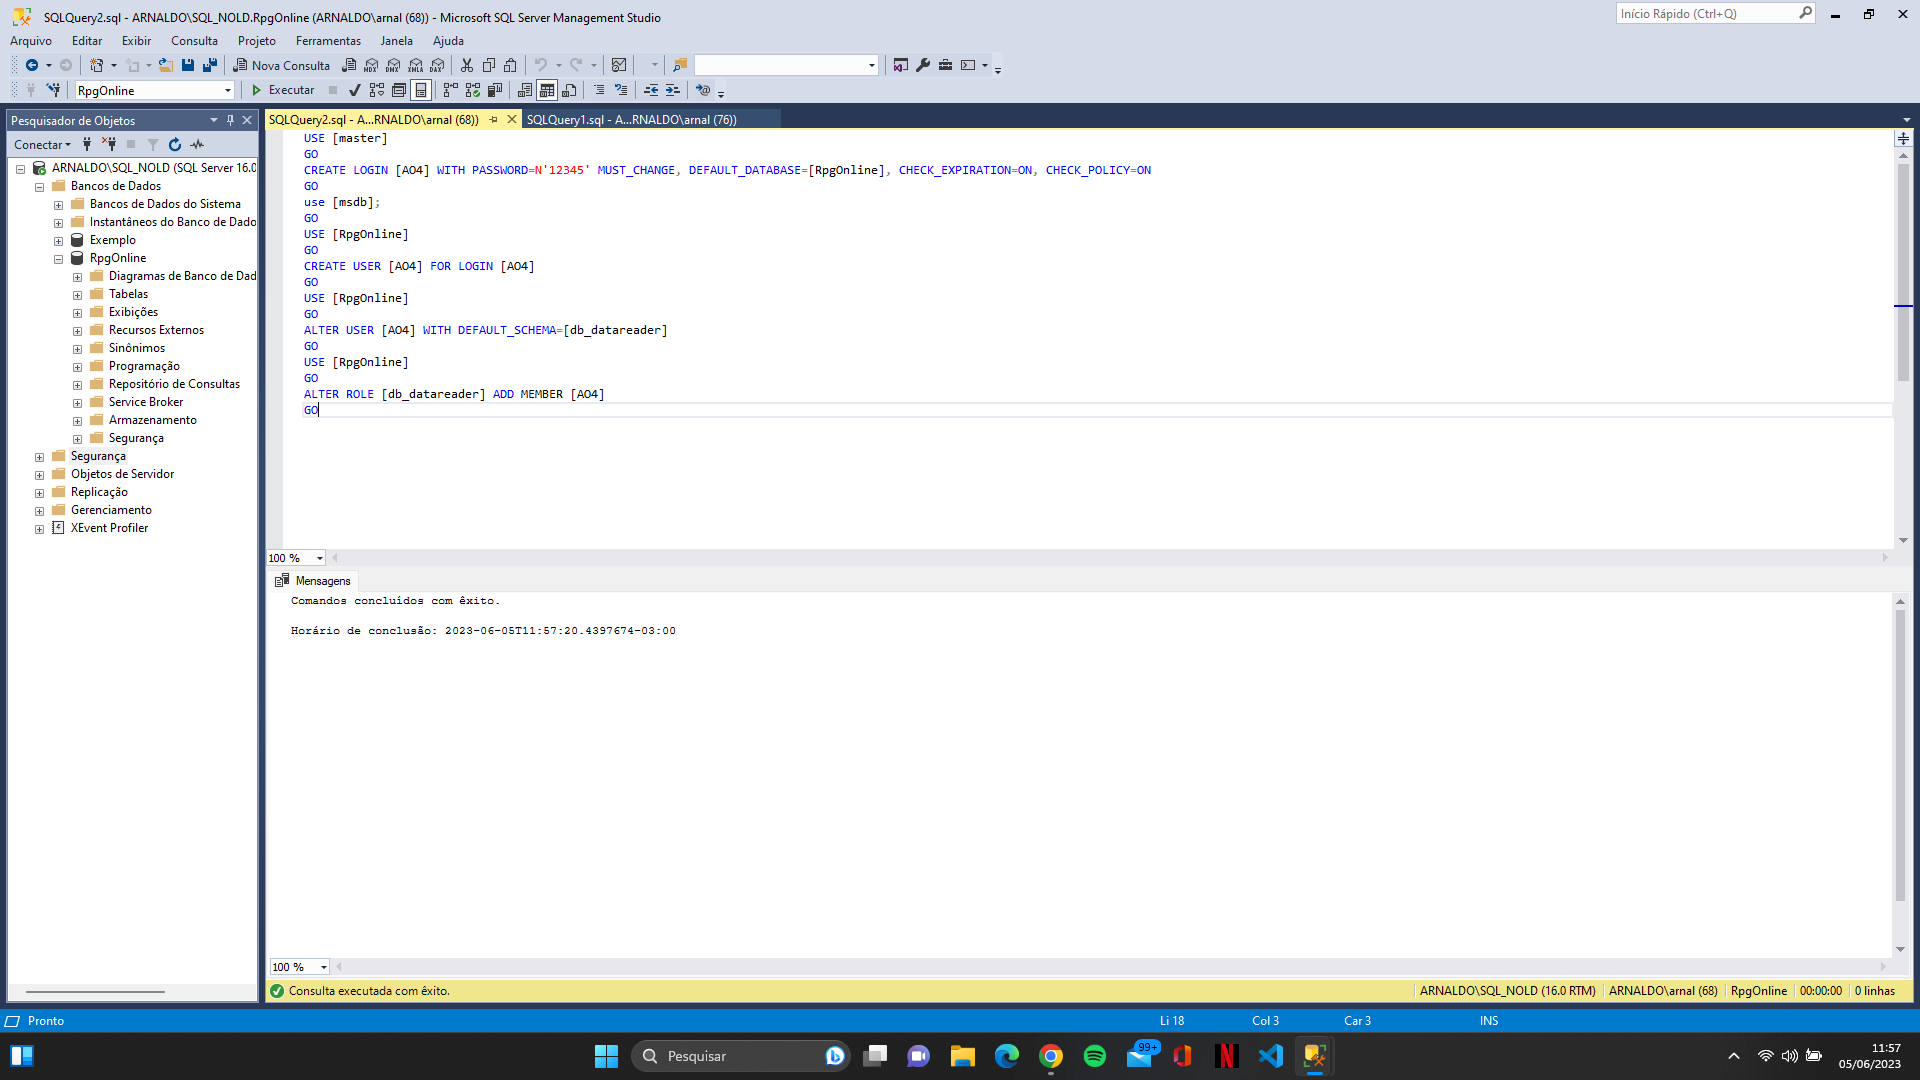 SQLQuery2.sql - ARNALDO\SQL_NOLD.RpgOnline (ARNALDO\arnal (68)) - Microsoft SQL Server Management Studio
Início Rápido (Ctrl+Q)
Arquivo Editar Exibir Consulta Projeto Ferramentas Janela Ajuda
Nova Consulta
RpgOnline
Executar
Pesquisador de Objetos
Conectar
ARNALDO\SQL_NOLD (SQL Server 16.0
Bancos de Dados
Bancos de Dados do Sistema
Instantâneos do Banco de Dado
Exemplo
RpgOnline
Diagramas de Banco de Dad
Tabelas
Exibições
Recursos Externos
Sinônimos
Programação
Repositório de Consultas
Service Broker
Armazenamento
Segurança
Segurança
Objetos de Servidor
Replicação
Gerenciamento
XEvent Profiler
SQLQuery2.sql - A...RNALDO\arnal (68))
SQLQuery1.sql - A...RNALDO\arnal (76))
USE [master]
GO
CREATE LOGIN [AO4] WITH PASSWORD=N'12345' MUST_CHANGE, DEFAULT_DATABASE=[RpgOnline], CHECK_EXPIRATION=ON, CHECK_POLICY=ON
GO
use [msdb];
GO
USE [RpgOnline]
GO
CREATE USER [AO4] FOR LOGIN [AO4]
GO
USE [RpgOnline]
GO
ALTER USER [AO4] WITH DEFAULT_SCHEMA=[db_datareader]
GO
USE [RpgOnline]
GO
ALTER ROLE [db_datareader] ADD MEMBER [AO4]
GO
100 %
Mensagens
Comandos concluídos com êxito.
Horário de conclusão: 2023-06-05T11:57:20.4397674-03:00
100 %
Consulta executada com êxito.
ARNALDO\SQL_NOLD (16.0 RTM) ARNALDO\arnal (68) RpgOnline 00:00:00 0 linhas
Pronto
Li 18 Col 3 Car 3 INS
Pesquisar
99+
11:57
05/06/2023